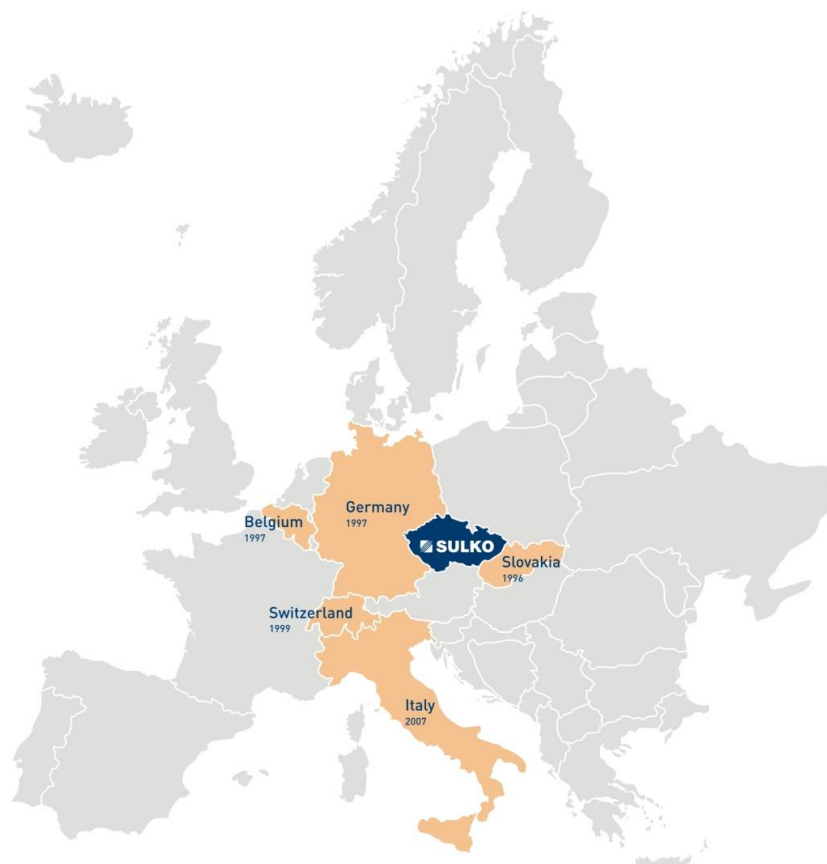 Germany
1997
Belgium
1997
SULKO
Slovakia
1996
Switzerland
1999
Italy
2007